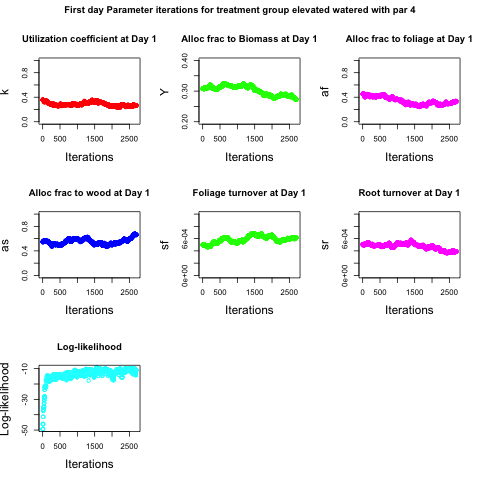 First day Parameter iterations for treatment group elevated watered with par 4
Utilization coefficient at Day 1
k
0.0 0.4 0.8
0 500 1500 2500
Iterations
Alloc frac to Biomass at Day 1
Y
0.20 0.30 0.40
0 500 1500 2500
Iterations
Alloc frac to foliage at Day 1
af
0.0 0.4 0.8
0 500 1500 2500
Iterations
Alloc frac to wood at Day 1
as
0.0 0.4 0.8
0 500 1500 2500
Iterations
Foliage turnover at Day 1
sf
0e+00 6e-04
0 500 1500 2500
Iterations
Root turnover at Day 1
sr
0e+00 6e-04
0 500 1500 2500
Iterations
Log-likelihood
Log-likelihood
-50 -30 -10
0 500 1500 2500
Iterations